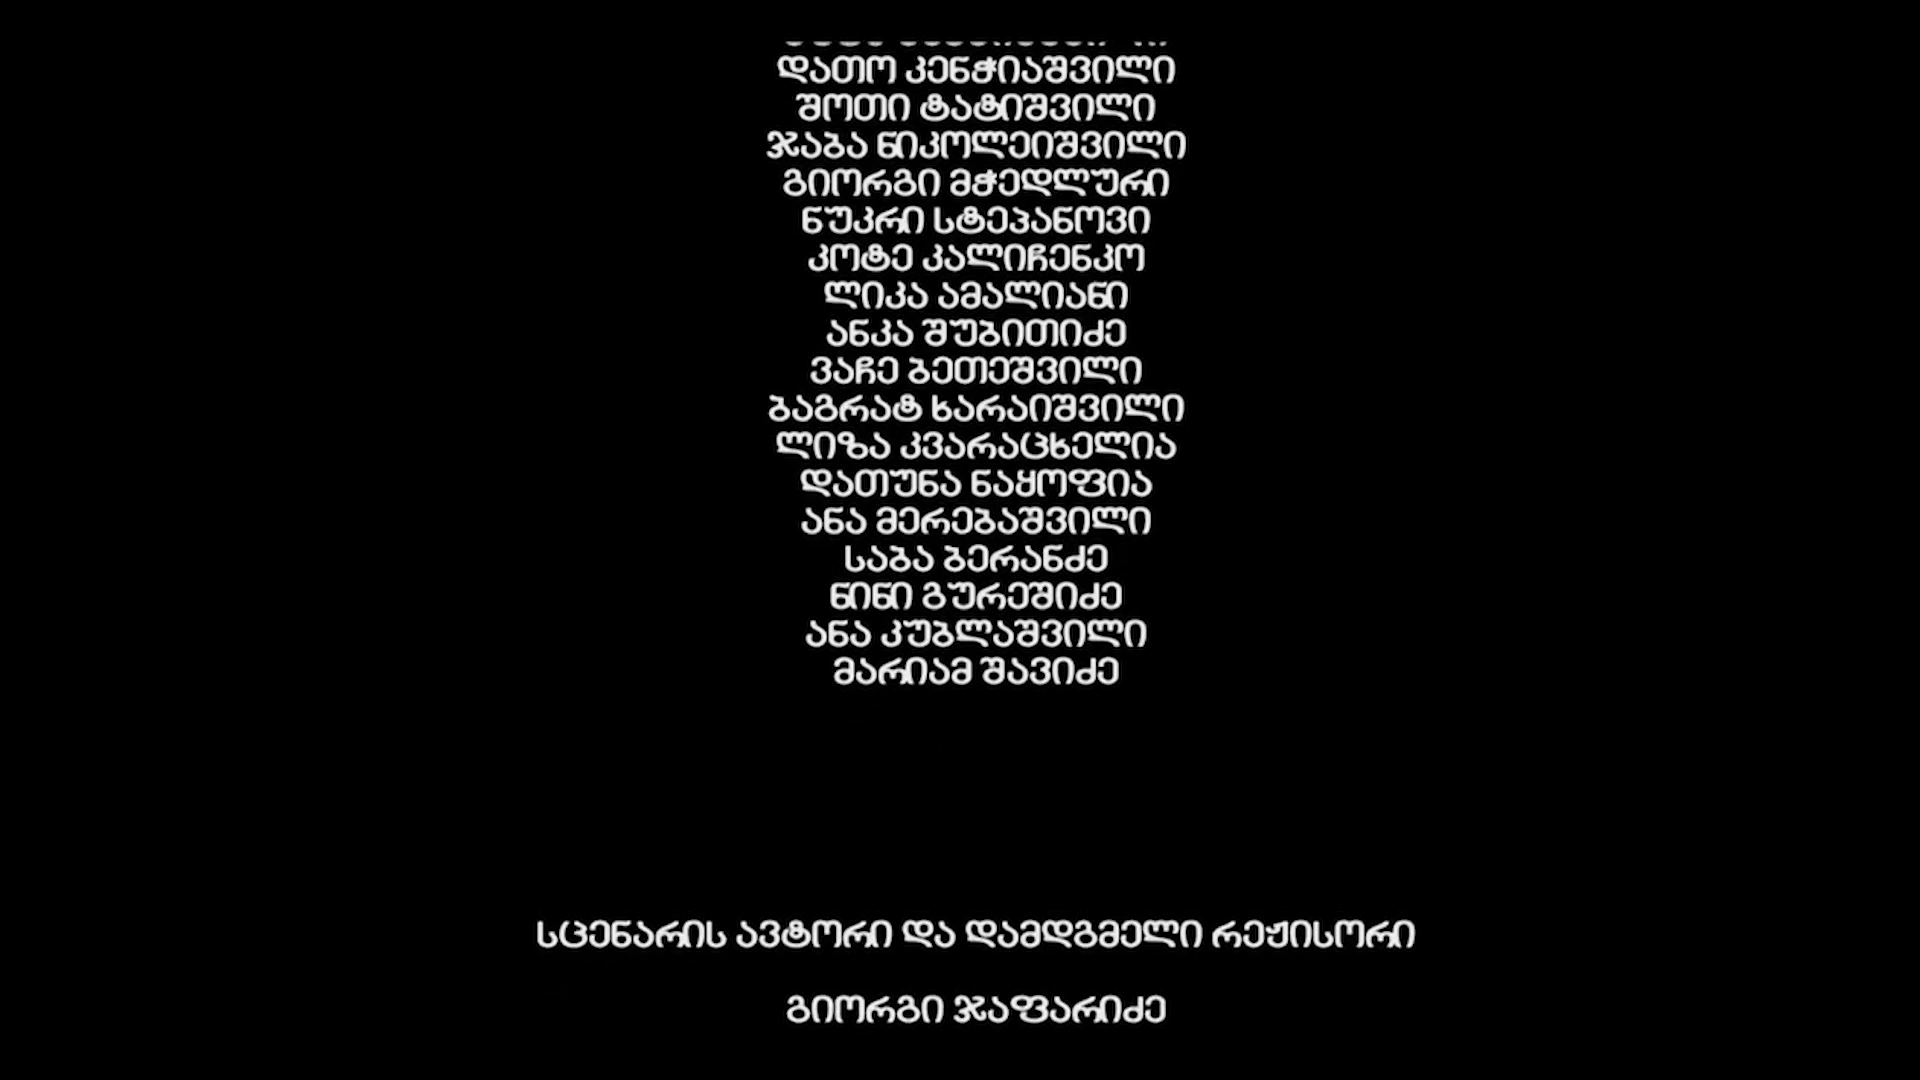 დათო კენჭიაშვილი
შოთი ტატიშვილი
ჯაბა ნიკოლეიშვილი
გიორგი მჭედლური
ნუკრი სტეპანოვი
კოტე კალიჩენკო
ლიკა ამალიანი
ანკა შუბითიძე
ვაჩე ბეთეშვილი
ბაგრატ ხარაიშვილი
ლიზა კვარაცხელია
დათუნა ნაყოფია
ანა მერებაშვილი
საბა ბერანძე
ნინი გურეშიძე
ანა კუბლაშვილი
მარიამ შავიძე
სცენარის ავტორი და დამდგმელი რეჟისორი
გიორგი ჯაფარიძე